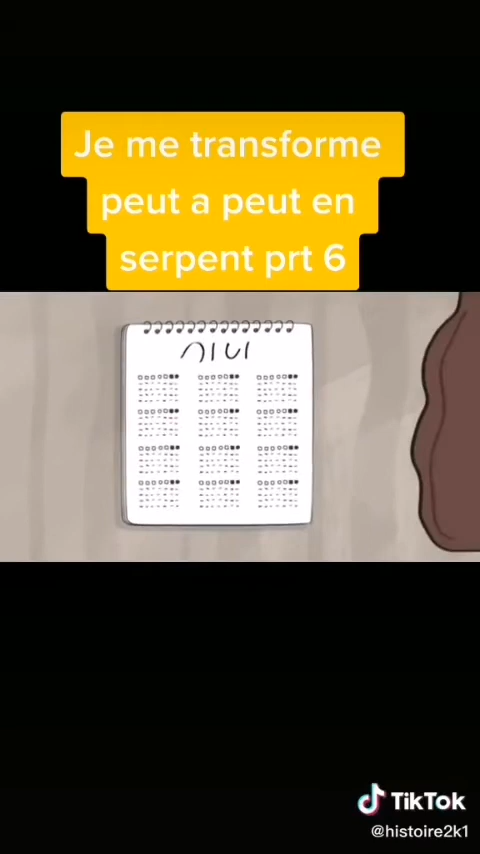 Je me transforme
peut a peut en
serpent prt 6
TikTok
@histoire2k1